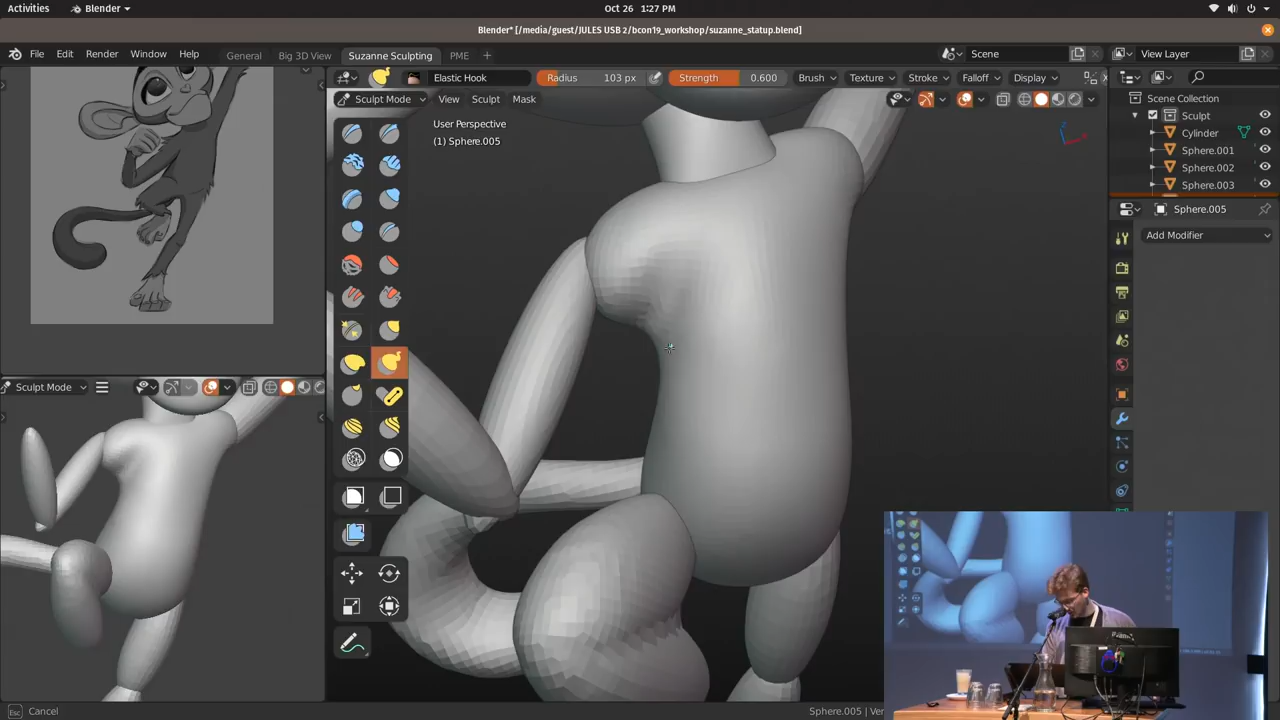 Activities
Blender
Oct 26 1:27 PM
Blender* [/media/guest/JULES USB 2/bcon19_workshop/suzanne_statup.blend]
File Edit Render Window Help
General Big 3D View Suzanne Sculpting PME
Scene
View Layer
Elastic Hook
Radius 103 px
Strength 0.600
Brush Texture Stroke Falloff Display
Sculpt Mode View Sculpt Mask
User Perspective
(1) Sphere.005
Scene Collection
Sculpt
Cylinder
Sphere.001
Sphere.002
Sphere.003
Sphere.005
Add Modifier
Sculpt Mode
Cancel
Sphere.005 | Ver